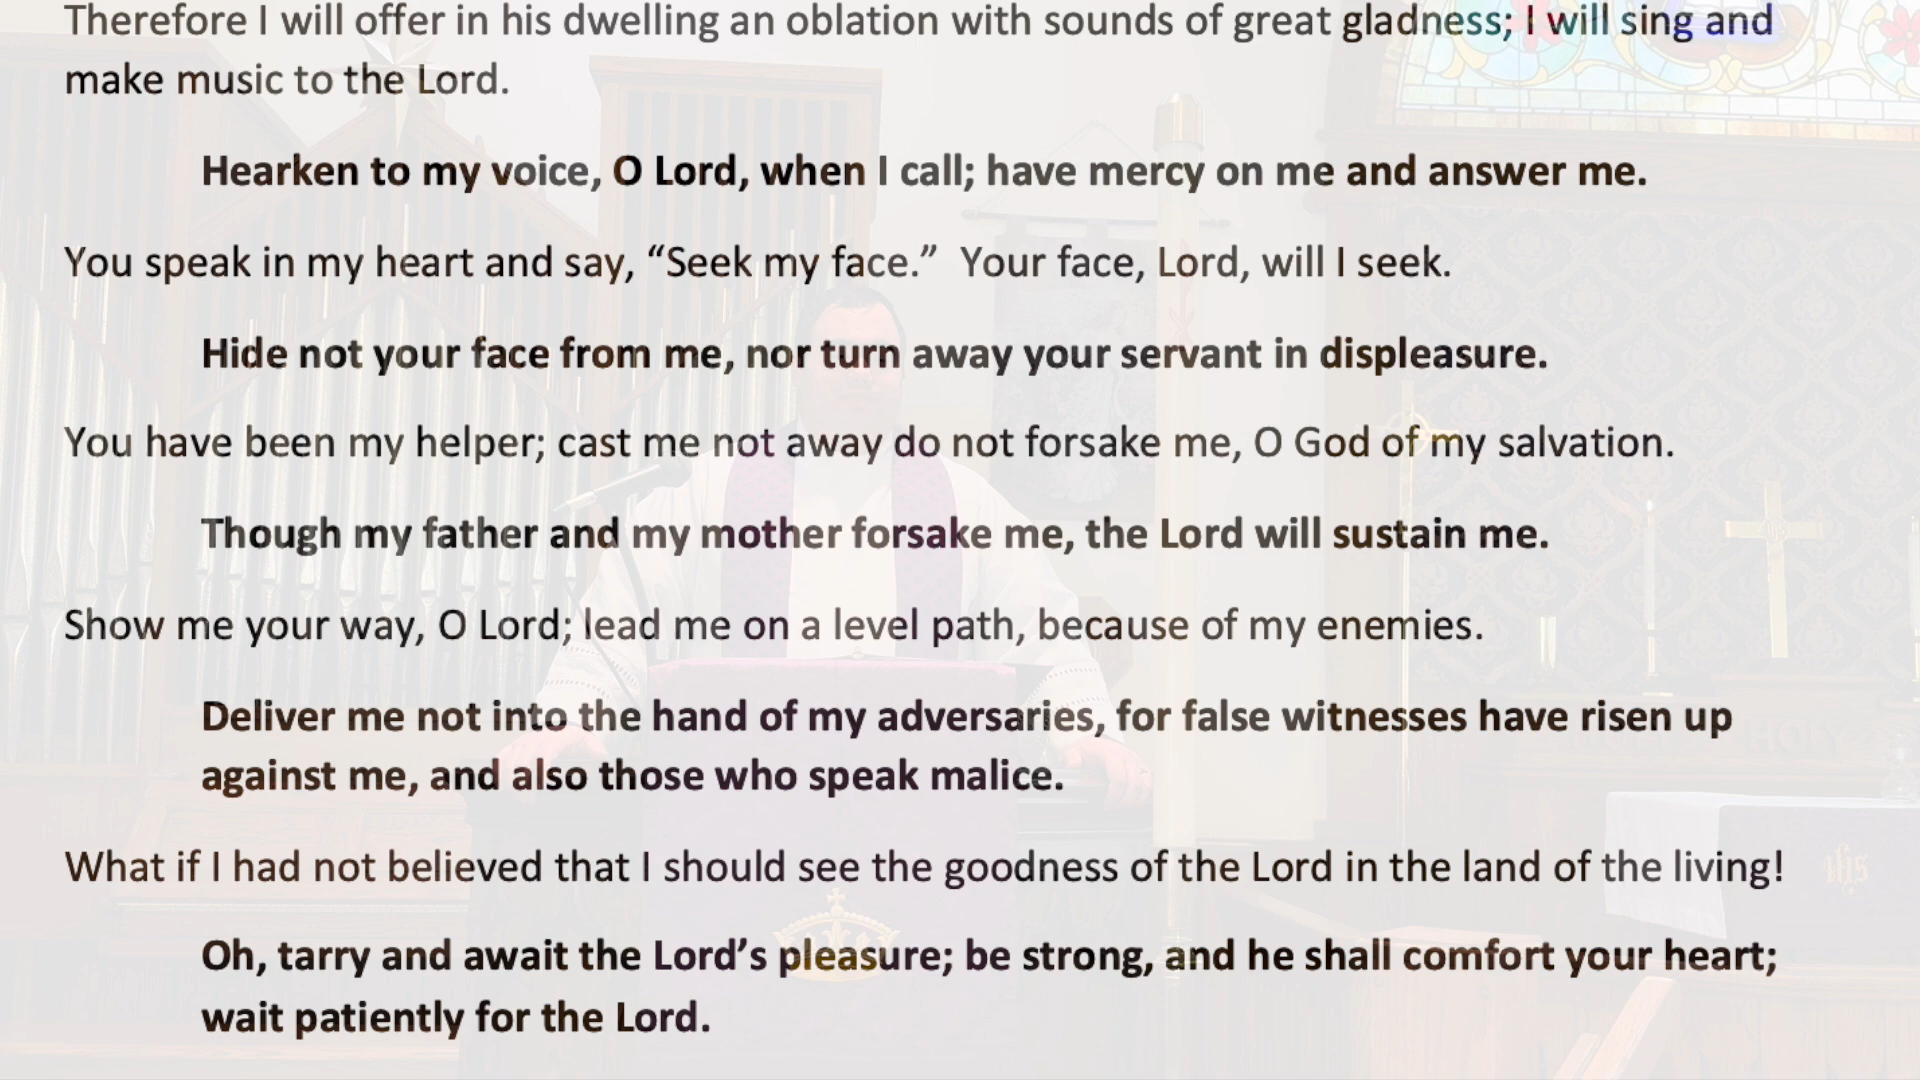 Therefore I will offer in his dwelling an oblation with sounds of great gladness; I will sing and
make music to the Lord.
Hearken to my voice, O Lord, when I call; have mercy on me and answer me.
You speak in my heart and say, “Seek my face.”  Your face, Lord, will I seek.
Hide not your face from me, nor turn away your servant in displeasure.
You have been my helper; cast me not away do not forsake me, O God of my salvation.
Though my father and my mother forsake me, the Lord will sustain me.
Show me your way, O Lord; lead me on a level path, because of my enemies.
Deliver me not into the hand of my adversaries, for false witnesses have risen up
against me, and also those who speak malice.
What if I had not believed that I should see the goodness of the Lord in the land of the living!
Oh, tarry and await the Lord’s pleasure; be strong, and he shall comfort your heart;
wait patiently for the Lord.
HOLY
ihs